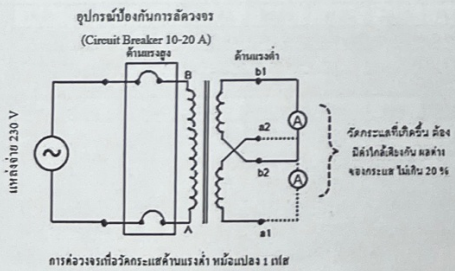 อุปกรณ์ป้องกันการลัดวงจร
(Circuit Breaker 10-20 A)
ด้านแรงสูง
ด้านแรงต่ำ
B
b1
A
a2
วัดกระแสที่เกิดขึ้น ต้อง
มีค่าใกล้เคียงกัน ผลต่าง
ของกระแส ไม่เกิน 20 %
แหล่งจ่าย 230 V
b2
A
A
a1
การต่อวงจรเพื่อวัดกระแสด้านแรงต่ำ หม้อแปลง 1 เฟส